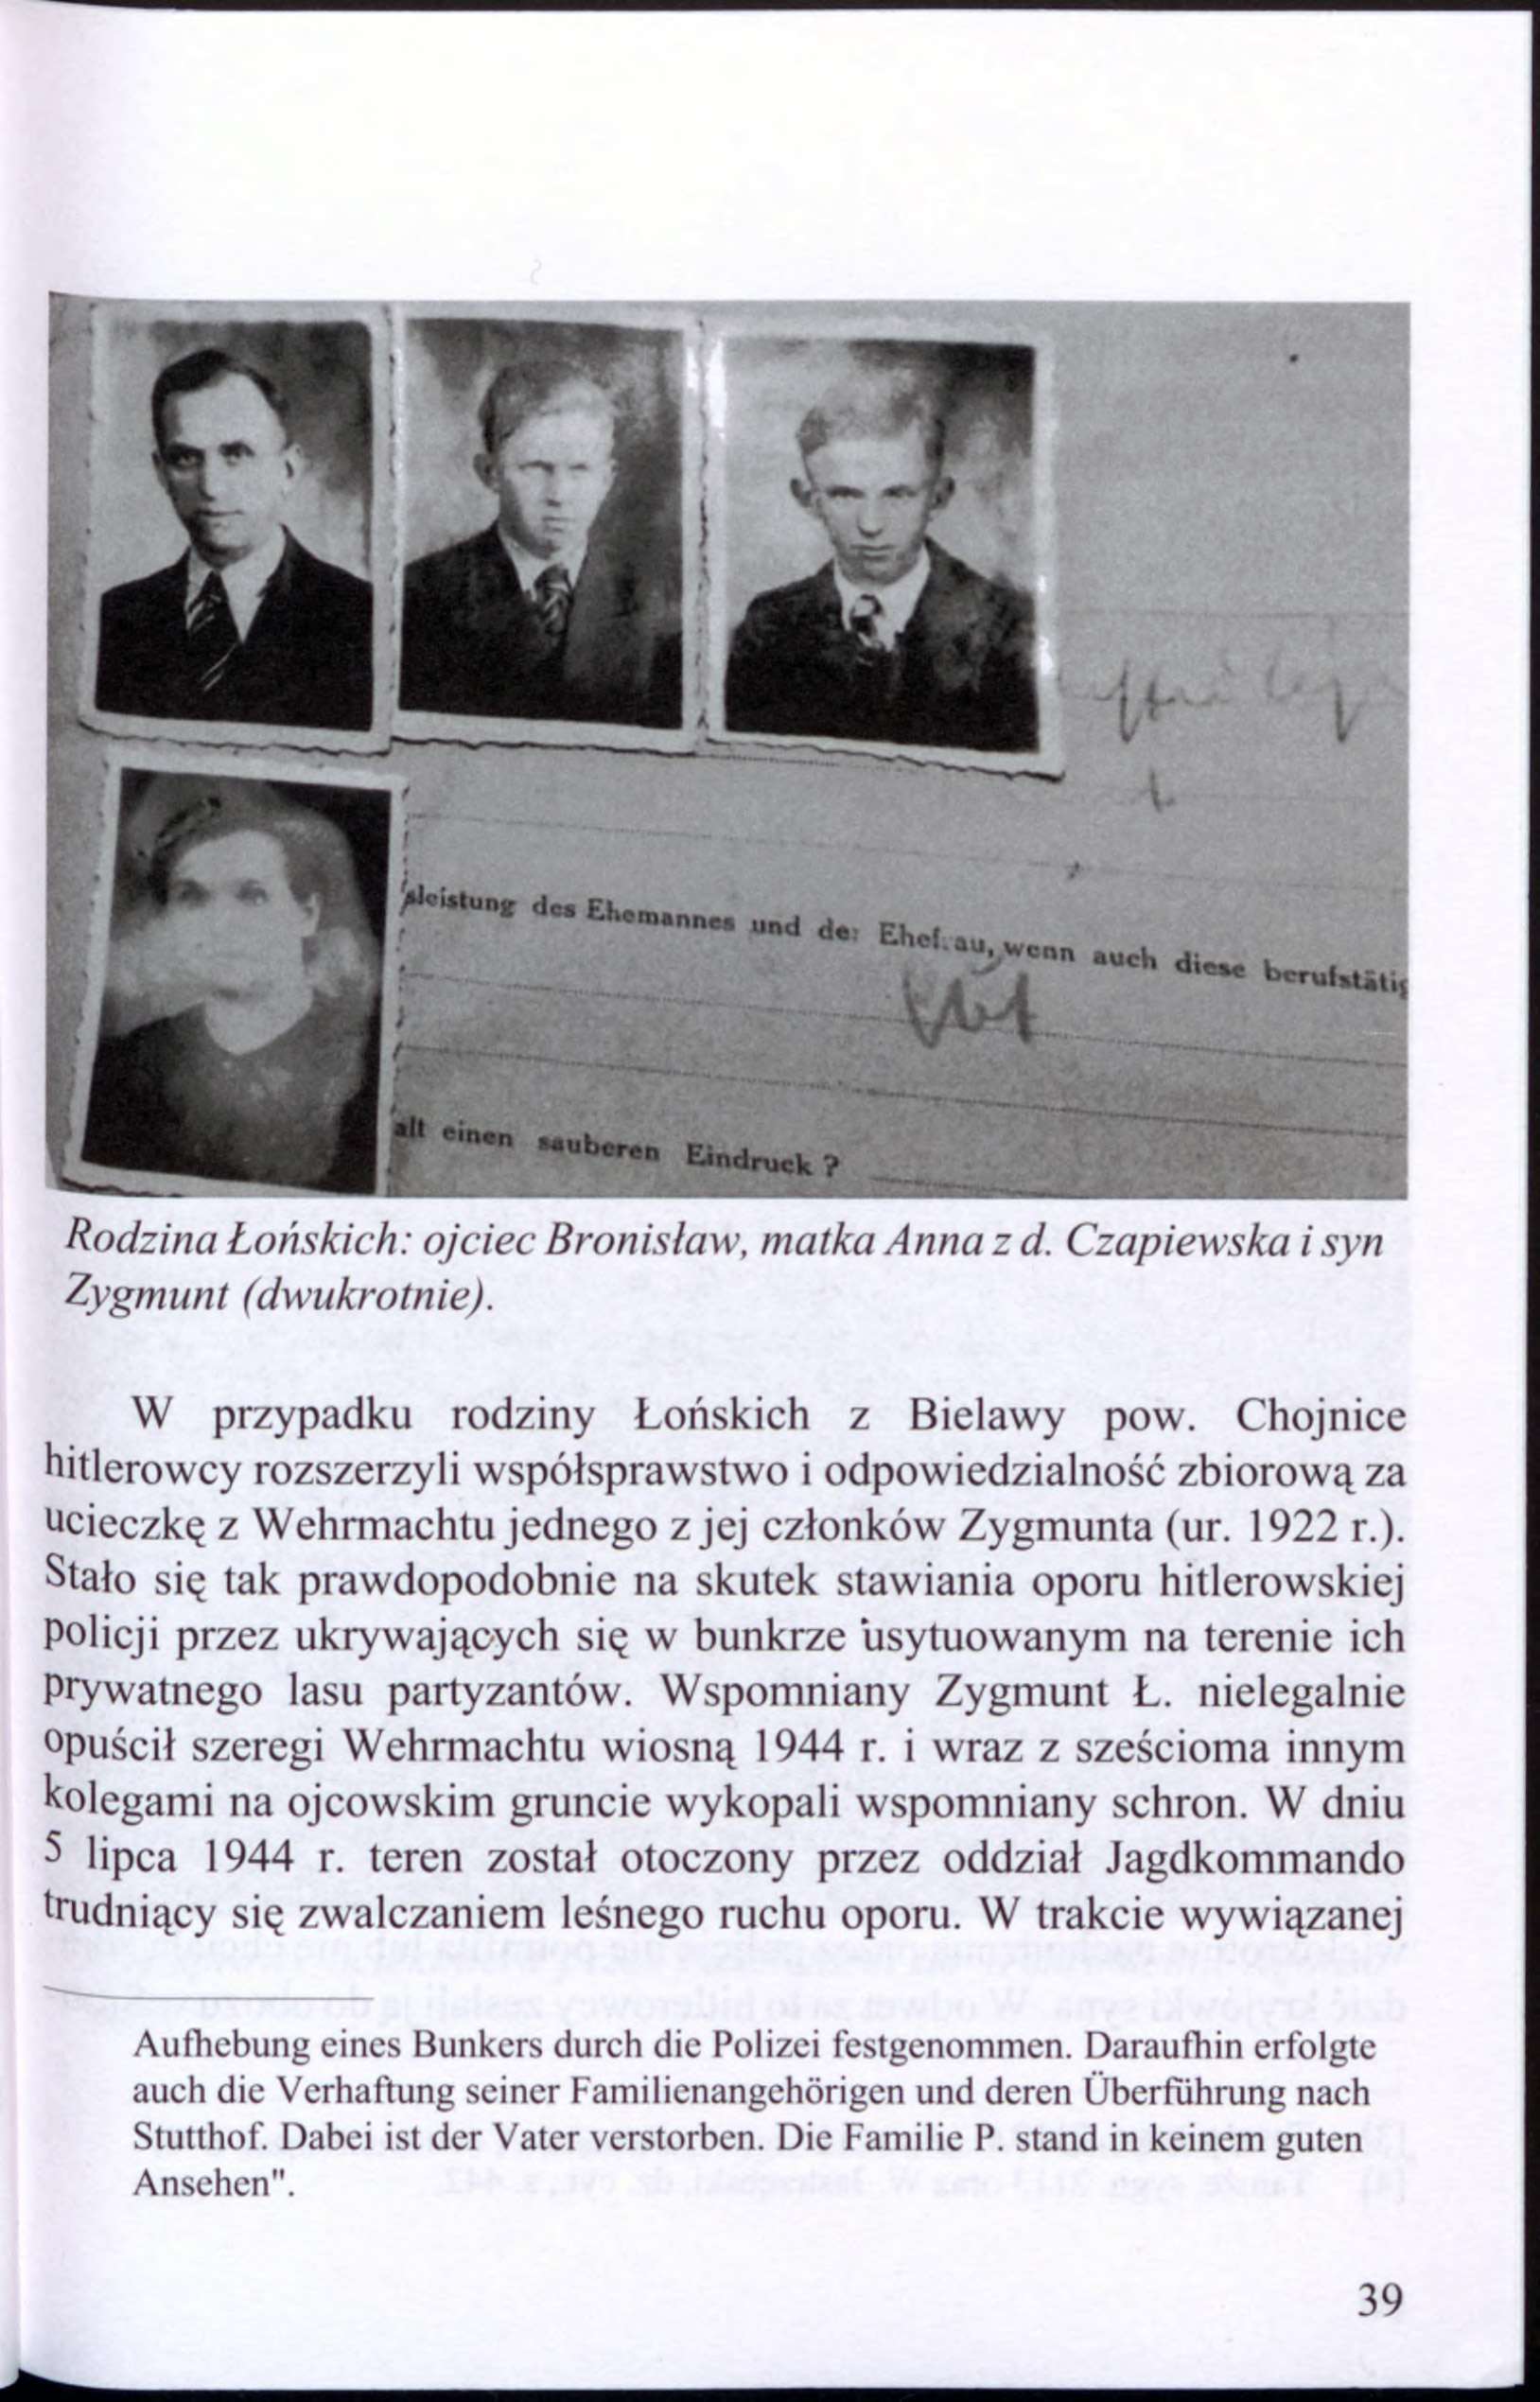 sleistung des Ehemannes und der Ehefrau, wenn auch diese berufstätig
alt einen sauberen Eindruck ?
Rodzina Łońskich: ojciec Bronisław, matka Anna z d. Czapiewska i syn
Zygmunt (dwukrotnie).
W przypadku rodziny Łońskich z Bielawy pow. Chojnice
hitlerowcy rozszerzyli współsprawstwo i odpowiedzialność zbiorową za
ucieczkę z Wehrmachtu jednego z jej członków Zygmunta (ur. 1922 r.).
Stało się tak prawdopodobnie na skutek stawiania oporu hitlerowskiej
policji przez ukrywających się w bunkrze usytuowanym na terenie ich
prywatnego lasu partyzantów. Wspomniany Zygmunt Ł. nielegalnie
opuścił szeregi Wehrmachtu wiosną 1944 r. i wraz z sześcioma innym
kolegami na ojcowskim gruncie wykopali wspomniany schron. W dniu
5 lipca 1944 r. teren został otoczony przez oddział Jagdkommando
trudniący się zwalczaniem leśnego ruchu oporu. W trakcie wywiązanej
Aufhebung eines Bunkers durch die Polizei festgenommen. Daraufhin erfolgte
auch die Verhaftung seiner Familienangehörigen und deren Überführung nach
Stutthof. Dabei ist der Vater verstorben. Die Familie P. stand in keinem guten
Ansehen".
39